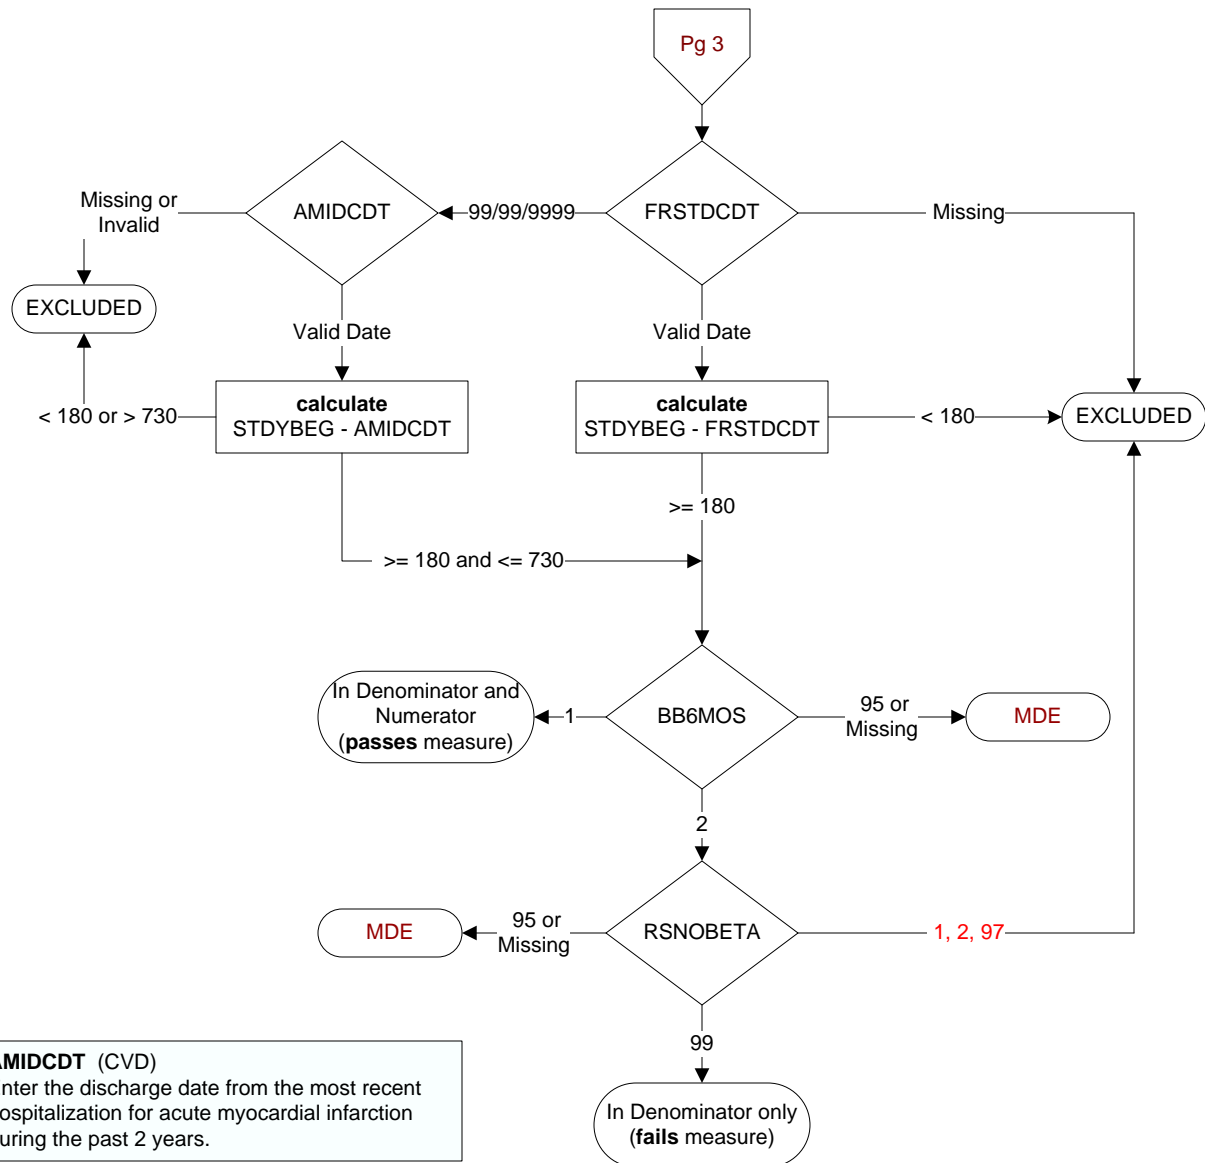 Pg 3
Missing or
Invalid
AMIDCDT
99/99/9999
FRSTDCDT
Missing
EXCLUDED
Valid Date
Valid Date
< 180 or > 730
calculate
STDYBEG - AMIDCDT
calculate
STDYBEG - FRSTDCDT
< 180
EXCLUDED
>= 180
>= 180 and <= 730
In Denominator and
Numerator
(passes measure)
1
BB6MOS
95 or
Missing
MDE
2
MDE
95 or
Missing
RSNOBETA
1, 2, 97
99
In Denominator only
(fails measure)
AMIDCDT (CVD)
nter the discharge date from the most recent
ospitalization for acute myocardial infarction
uring the past 2 years.